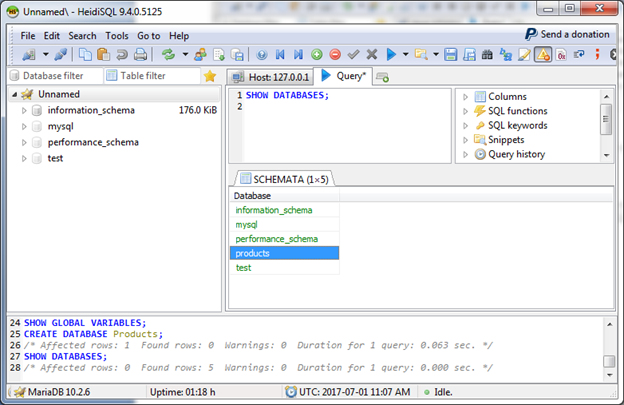 Unnamed\ - HeidiSQL 9.4.0.5125
File Edit Search Tools Go to Help
Send a donation
Database filter
Table filter
Host: 127.0.0.1
Query*
Unnamed
information_schema 176.0 KiB
mysql
performance_schema
test
1 SHOW DATABASES;
2
Columns
SQL functions
SQL keywords
Snippets
Query history
SCHEMATA (1×5)
Database
information_schema
mysql
performance_schema
products
test
24 SHOW GLOBAL VARIABLES;
25 CREATE DATABASE Products;
26 /* Affected rows: 1  Found rows: 0  Warnings: 0  Duration for 1 query: 0.063 sec. */
27 SHOW DATABASES;
28 /* Affected rows: 0  Found rows: 5  Warnings: 0  Duration for 1 query: 0.000 sec. */
MariaDB 10.2.6
Uptime: 01:18 h
UTC: 2017-07-01 11:07 AM
Idle.